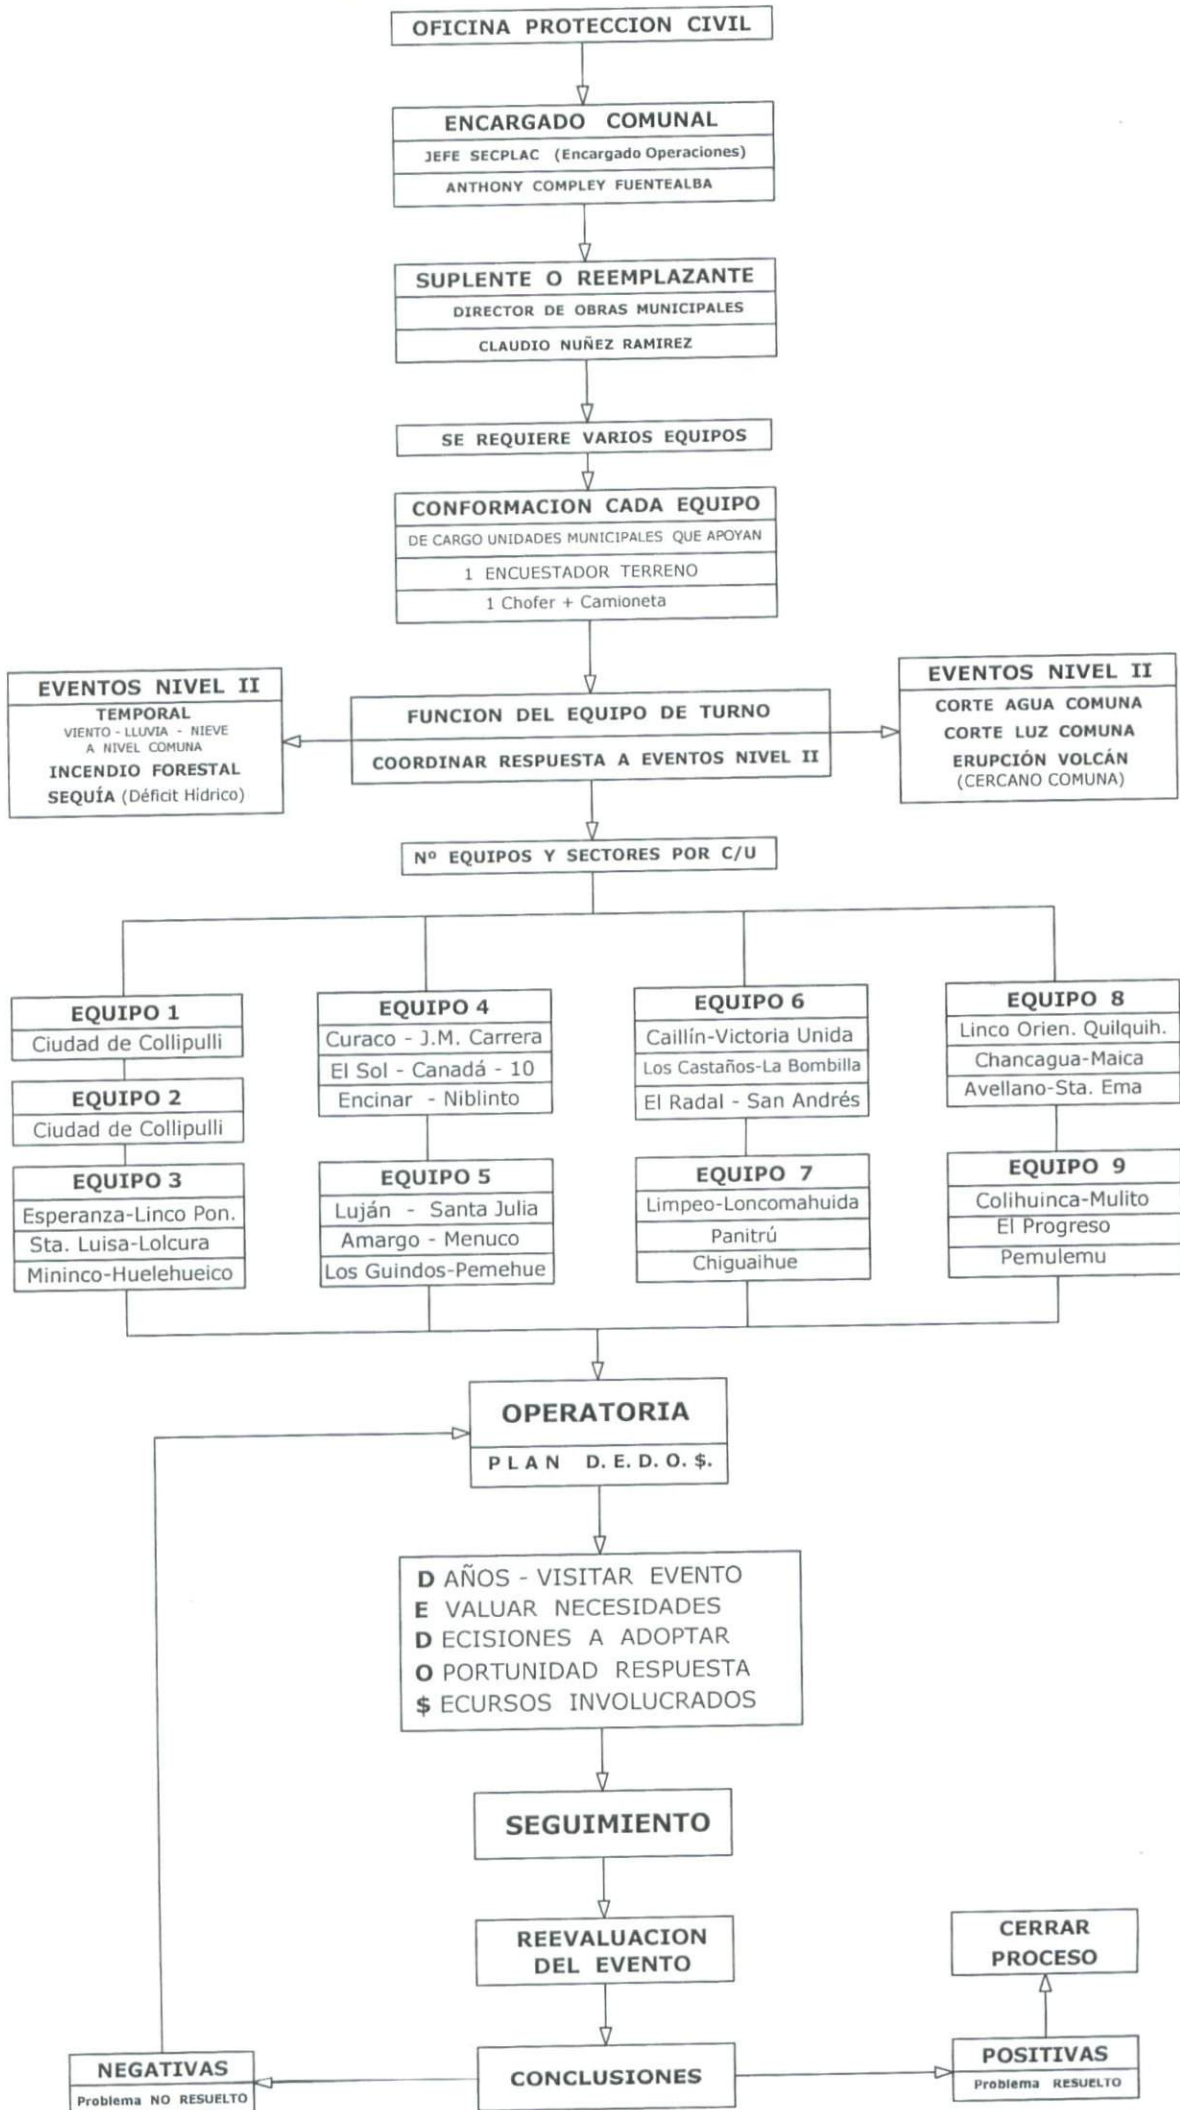 OFICINA PROTECCION CIVIL
ENCARGADO COMUNAL
JEFE SECPLAC (Encargado Operaciones)
ANTHONY COMPLEY FUENTEALBA
SUPLENTE O REEMPLAZANTE
DIRECTOR DE OBRAS MUNICIPALES
CLAUDIO NUÑEZ RAMIREZ
SE REQUIERE VARIOS EQUIPOS
CONFORMACION CADA EQUIPO
DE CARGO UNIDADES MUNICIPALES QUE APOYAN
1 ENCUESTADOR TERRENO
1 Chofer + Camioneta
EVENTOS NIVEL II
TEMPORAL
VIENTO - LLUVIA - NIEVE
A NIVEL COMUNA
INCENDIO FORESTAL
SEQUÍA (Déficit Hídrico)
FUNCION DEL EQUIPO DE TURNO
COORDINAR RESPUESTA A EVENTOS NIVEL II
EVENTOS NIVEL II
CORTE AGUA COMUNA
CORTE LUZ COMUNA
ERUPCIÓN VOLCÁN
(CERCANO COMUNA)
Nº EQUIPOS Y SECTORES POR C/U
EQUIPO 1
Ciudad de Collipulli
EQUIPO 2
Ciudad de Collipulli
EQUIPO 3
Esperanza-Linco Pon.
Sta. Luisa-Lolcura
Mininco-Huelehueico
EQUIPO 4
Curaco - J.M. Carrera
El Sol - Canadá - 10
Encinar - Niblinto
EQUIPO 5
Luján - Santa Julia
Amargo - Menuco
Los Guindos-Pemehue
EQUIPO 6
Caillín-Victoria Unida
Los Castaños-La Bombilla
El Radal - San Andrés
EQUIPO 7
Limpeo-Loncomahuida
Panitrú
Chiguaihue
EQUIPO 8
Linco Orien. Quilquih.
Chancagua-Maica
Avellano-Sta. Ema
EQUIPO 9
Colihuinca-Mulito
El Progreso
Pemulemu
OPERATORIA
PLAN D. E. D. O. $.
D AÑOS - VISITAR EVENTO
E VALUAR NECESIDADES
D ECISIONES A ADOPTAR
O PORTUNIDAD RESPUESTA
$ ECURSOS INVOLUCRADOS
SEGUIMIENTO
REEVALUACION
DEL EVENTO
CERRAR
PROCESO
NEGATIVAS
Problema NO RESUELTO
CONCLUSIONES
POSITIVAS
Problema RESUELTO